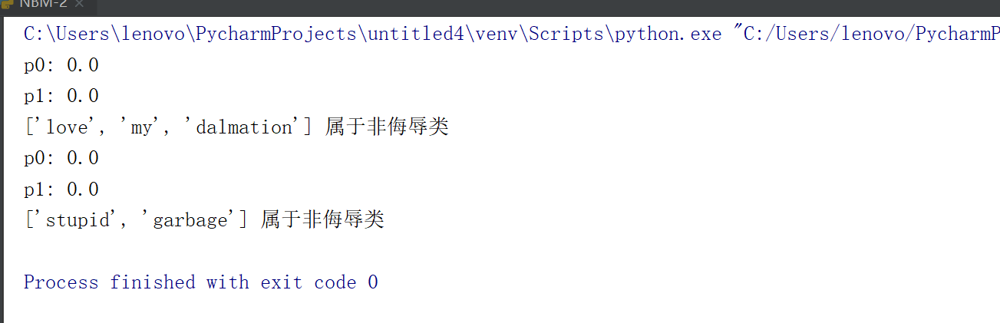 NBM-2 ×
C:\Users\lenovo\PycharmProjects\untitled4\venv\Scripts\python.exe "C:/Users/lenovo/PycharmP
p0: 0.0
p1: 0.0
['love', 'my', 'dalmation'] 属于非侮辱类
p0: 0.0
p1: 0.0
['stupid', 'garbage'] 属于非侮辱类
Process finished with exit code 0